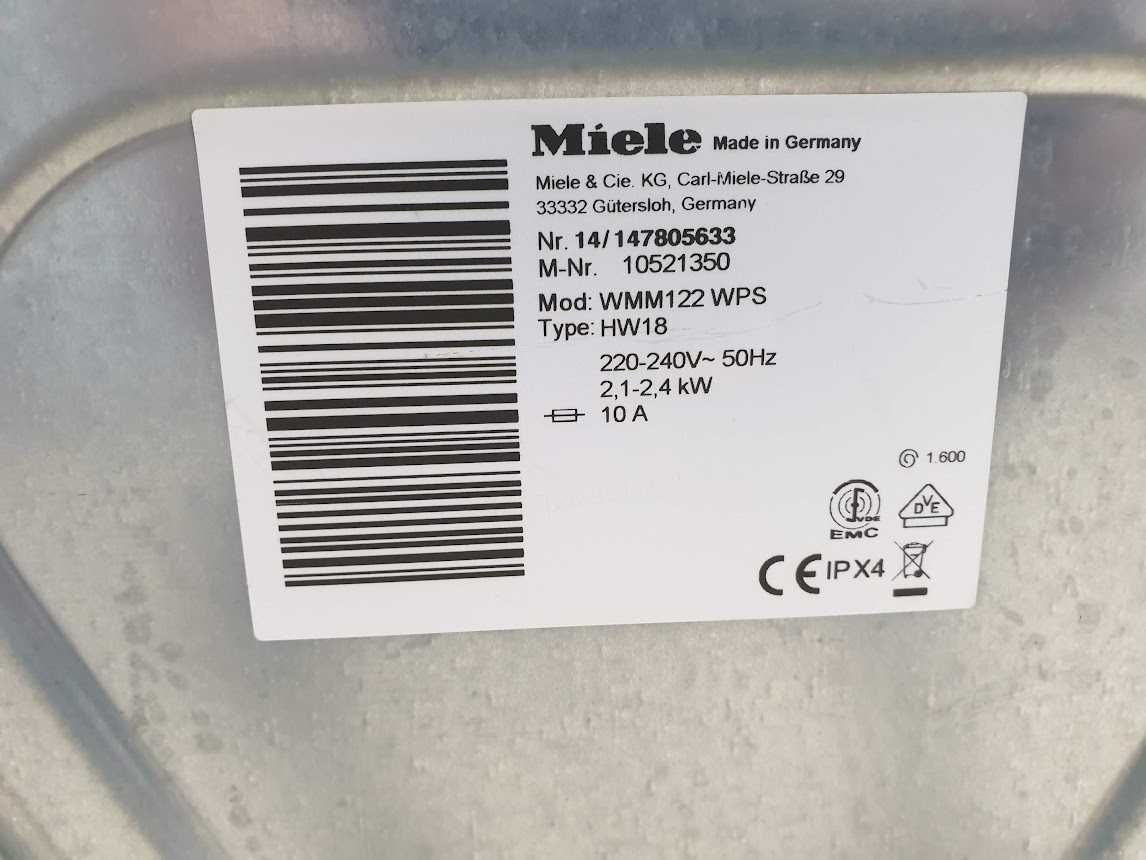 Miele Made in Germany
Miele & Cie. KG, Carl-Miele-Straße 29
33332 Gütersloh, Germany
Nr. 14/147805633
M-Nr. 10521350
Mod: WMM122 WPS
Type: HW18
220-240V~ 50Hz
2,1-2,4 kW
10 A
1.600
VDE
EMC
DVE
CE IPX4